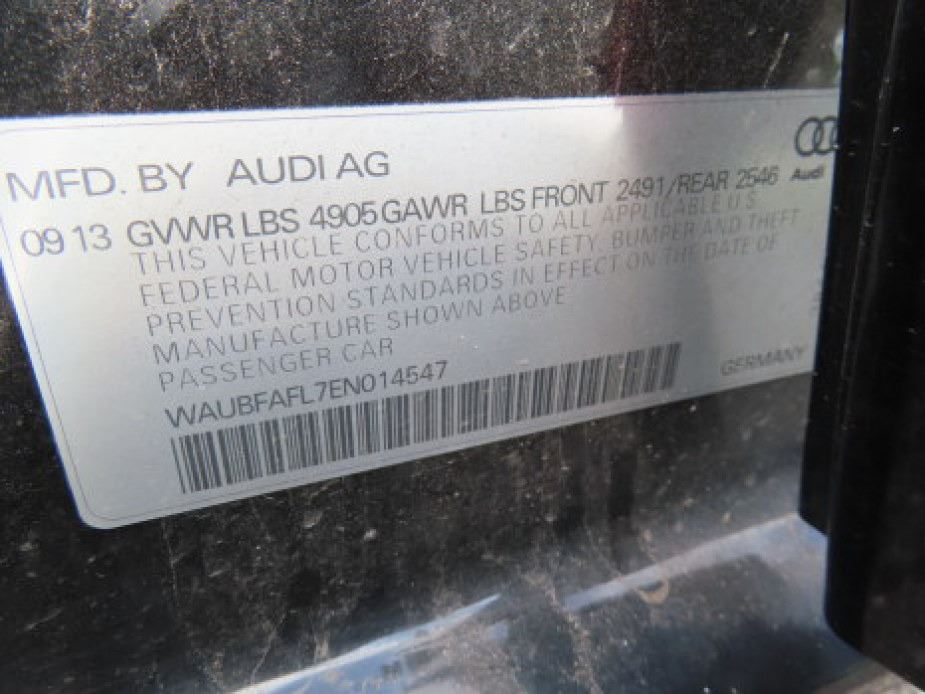 MFD. BY AUDI AG
Audi
0913 GVWR LBS 4905 GAWR LBS FRONT 2491/REAR 2546
THIS VEHICLE CONFORMS TO ALL APPLICABLE U.S.
FEDERAL MOTOR VEHICLE SAFETY, BUMPER AND THEFT
PREVENTION STANDARDS IN EFFECT ON THE DATE OF
MANUFACTURE SHOWN ABOVE
PASSENGER CAR
WAUBFAFL7EN014547
GERMANY